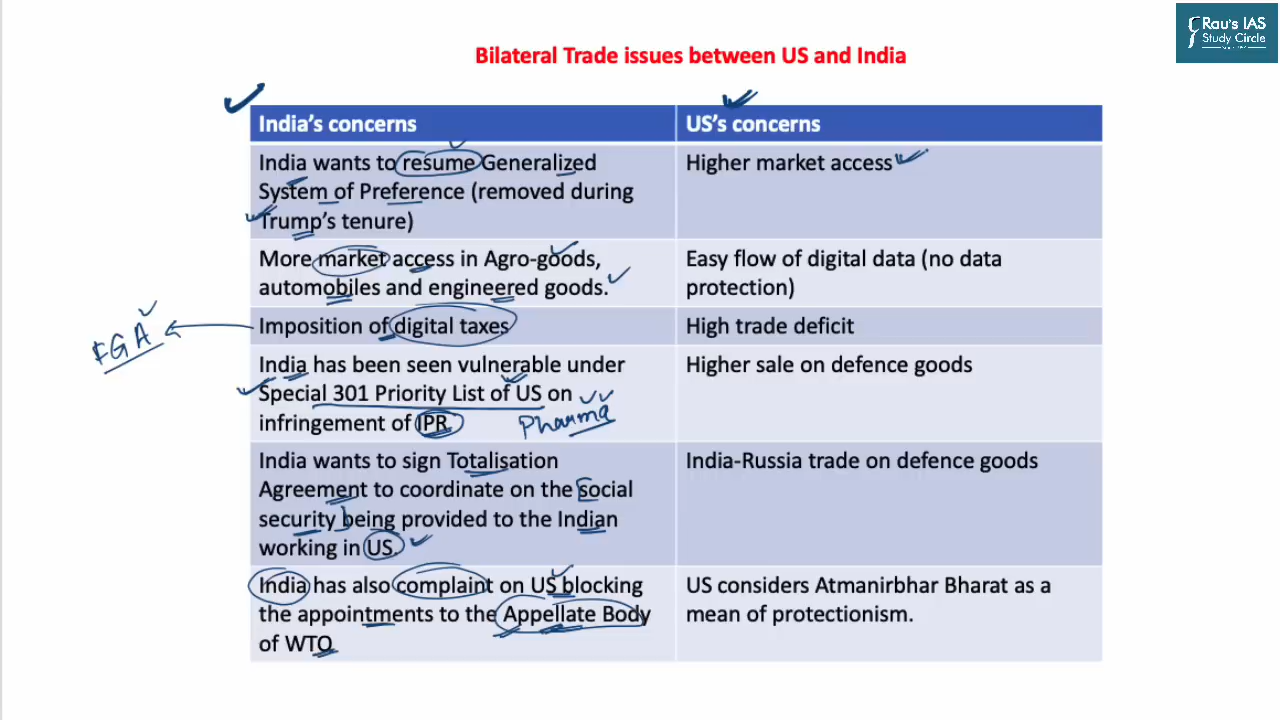 Rau's IAS
Study Circle
Bilateral Trade issues between US and India
India's concerns
US's concerns
India wants to resume Generalized
System of Preference (removed during
Trump's tenure)
Higher market access
More market access in Agro-goods,
automobiles and engineered goods.
Easy flow of digital data (no data
protection)
Imposition of digital taxes
High trade deficit
India has been seen vulnerable under
Special 301 Priority List of US on
infringement of IPR
Pharma
Higher sale on defence goods
India wants to sign Totalisation
Agreement to coordinate on the social
security being provided to the Indian
working in US.
India-Russia trade on defence goods
India has also complaint on US blocking
the appointments to the Appellate Body
of WTO
US considers Atmanirbhar Bharat as a
mean of protectionism.